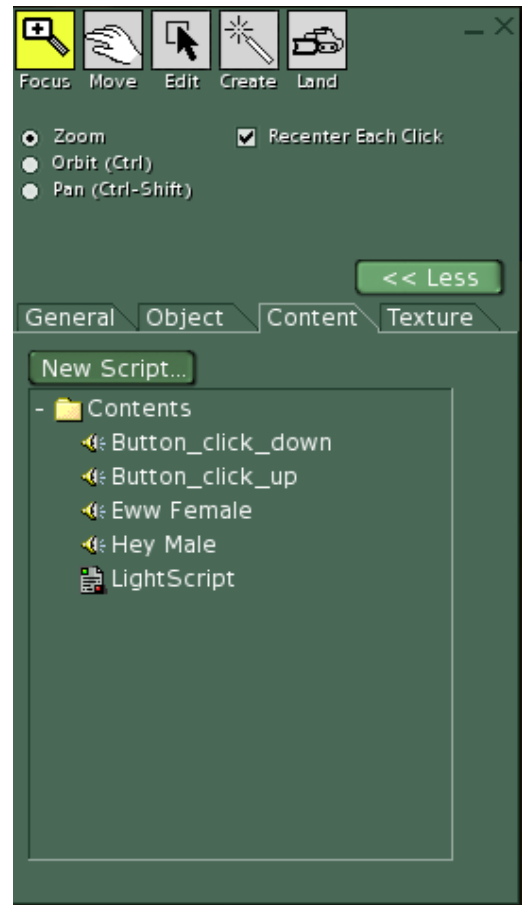 Focus Move Edit Create Land
Zoom Recenter Each Click
Orbit (Ctrl)
Pan (Ctrl-Shift)
<< Less
General Object Content Texture
New Script...
- Contents
Button_click_down
Button_click_up
Eww Female
Hey Male
LightScript